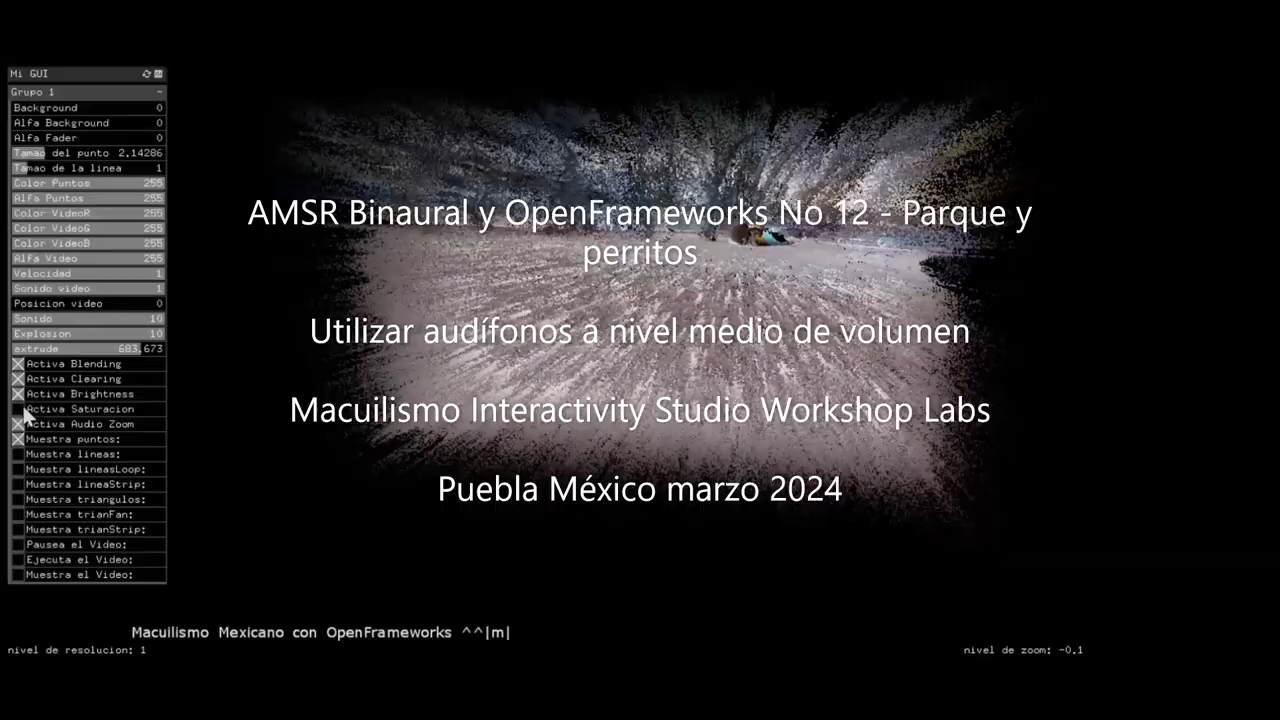 Mi GUI
Grupo 1 -
Background 0
Alfa Background 0
Alfa Fader 0
Tamao del punto 2.14286
Tamao de la linea 1
Color Puntos 255
Alfa Puntos 255
Color VideoR 255
Color VideoG 255
Color VideoB 255
Alfa Video 255
Velocidad 1
Sonido video 1
Posicion video 0
Sonido 10
Explosion 10
extrude 683.673
Activa Blending
Activa Clearing
Activa Brightness
Activa Saturacion
Activa Audio Zoom
Muestra puntos:
Muestra lineas:
Muestra lineasLoop:
Muestra lineaStrip:
Muestra triangulos:
Muestra trianFan:
Muestra trianStrip:
Pausea el Video:
Ejecuta el Video:
Muestra el Video:
AMSR Binaural y OpenFrameworks No 12 - Parque y
perritos
Utilizar audífonos a nivel medio de volumen
Macuilismo Interactivity Studio Workshop Labs
Puebla México marzo 2024
Macuilismo Mexicano con OpenFrameworks ^^|m|
nivel de resolucion: 1
nivel de zoom: -0.1